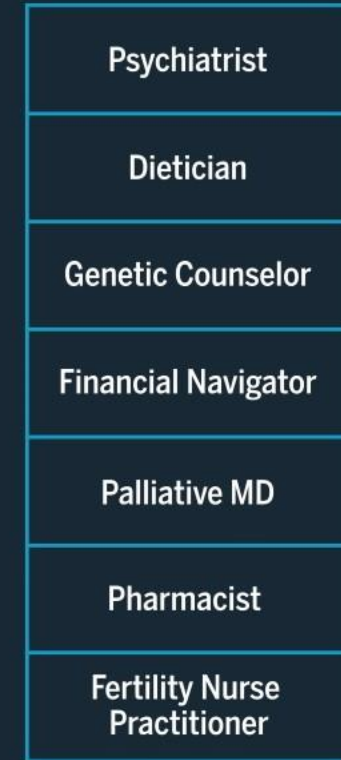 Psychiatrist
Dietician
Genetic Counselor
Financial Navigator
Palliative MD
Pharmacist
Fertility Nurse
Practitioner